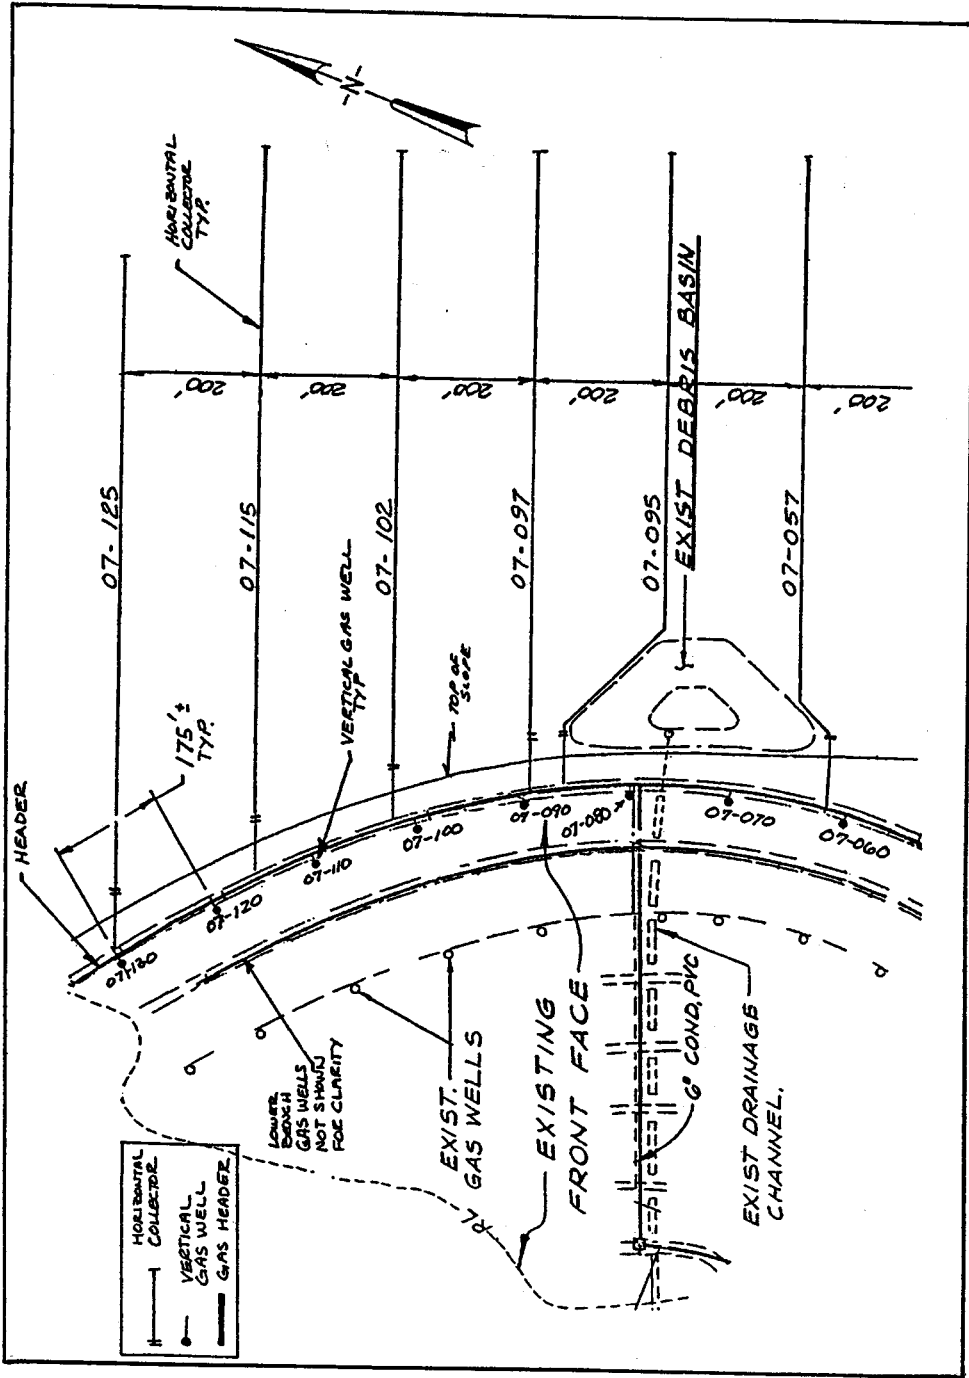 -N-
HORIZONTAL
COLLECTOR
TYP.
200'
200'
200'
200'
200'
200'
07-125
07-115
07-102
07-097
07-095
07-057
EXIST DEBRIS BASIN
HEADER
175'±
TYP.
VERTICAL GAS WELL
TYP
TOP OF
SLOPE
07-130
07-120
07-110
07-100
07-090
07-080
07-070
07-060
LOWER
BENCH
GAS WELLS
NOT SHOWN
FOR CLARITY
EXIST.
GAS WELLS
EXISTING
FRONT FACE
6" COND, PVC
EXIST DRAINAGE
CHANNEL.
PL
HORIZONTAL
COLLECTOR
VERTICAL
GAS WELL
GAS HEADER